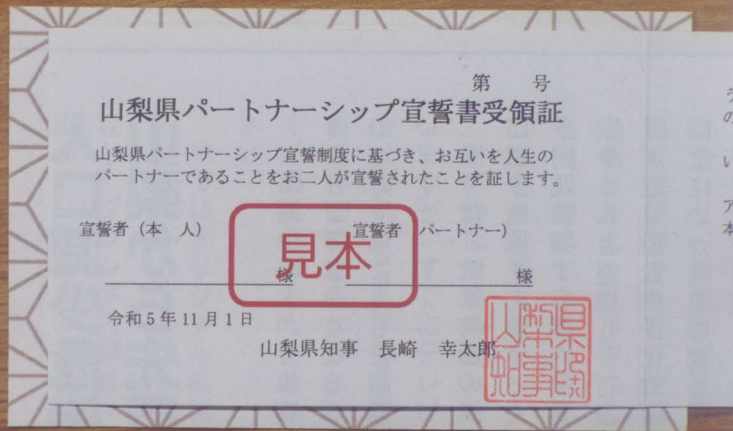 第 号
山梨県パートナーシップ宣誓書受領証
山梨県パートナーシップ宣誓制度に基づき、お互いを人生の
パートナーであることをお二人が宣誓されたことを証します。
宣誓者（本 人）
宣誓者（パートナー）
見本
様
様
令和5年11月1日
山梨県知事 長崎 幸太郎